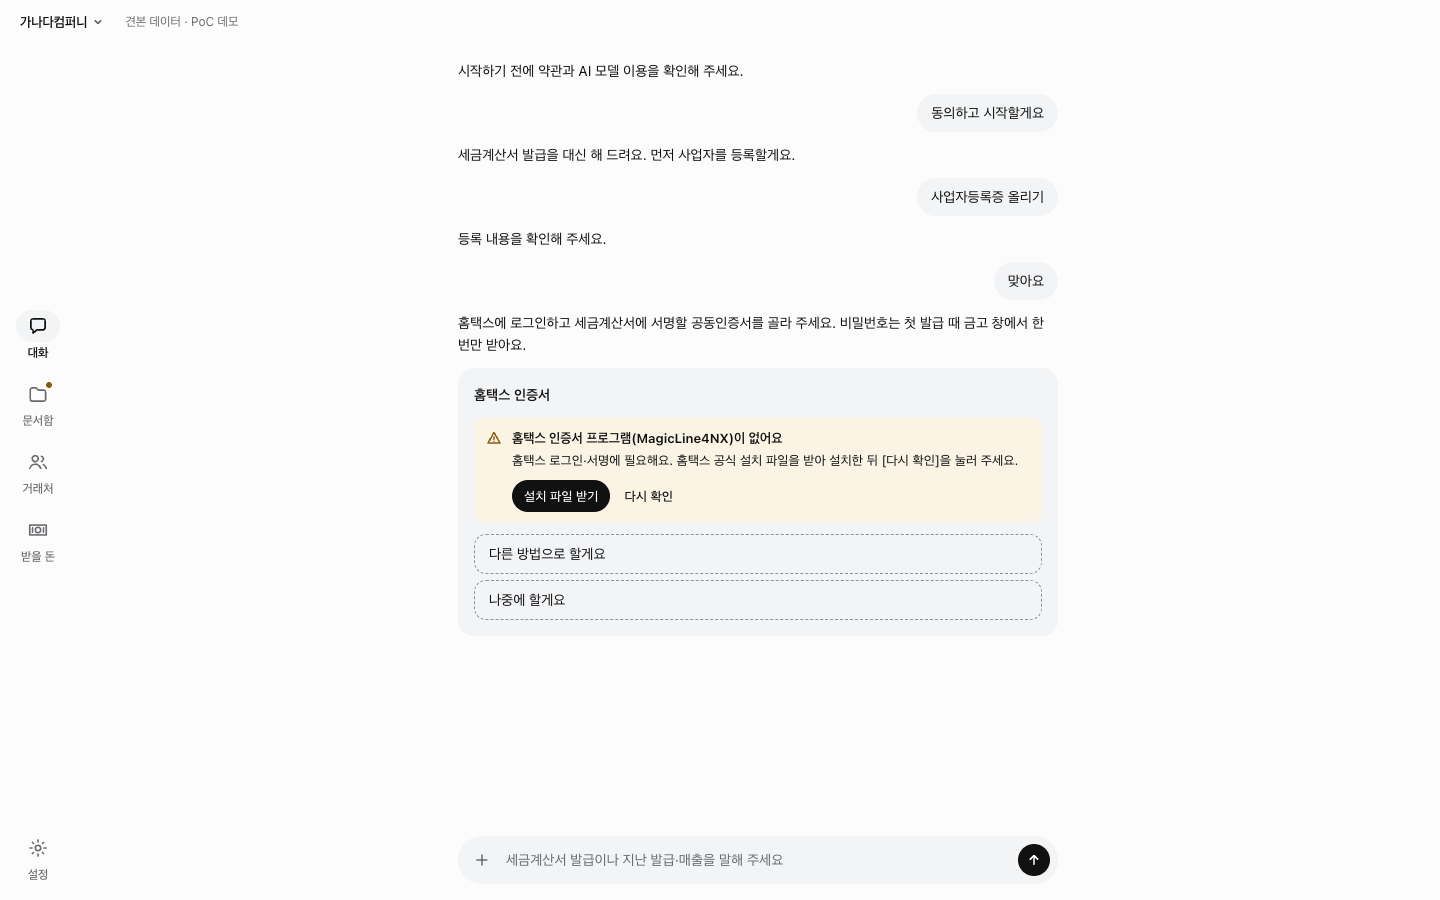 가나다컴퍼니
견본 데이터 · PoC 데모
시작하기 전에 약관과 AI 모델 이용을 확인해 주세요.
동의하고 시작할게요
세금계산서 발급을 대신 해 드려요. 먼저 사업자를 등록할게요.
사업자등록증 올리기
등록 내용을 확인해 주세요.
맞아요
홈택스에 로그인하고 세금계산서에 서명할 공동인증서를 골라 주세요. 비밀번호는 첫 발급 때 금고 창에서 한
번만 받아요.
홈택스 인증서
홈택스 인증서 프로그램(MagicLine4NX)이 없어요
홈택스 로그인·서명에 필요해요. 홈택스 공식 설치 파일을 받아 설치한 뒤 [다시 확인]을 눌러 주세요.
설치 파일 받기
다시 확인
다른 방법으로 할게요
나중에 할게요
대화
문서함
거래처
받을 돈
설정
세금계산서 발급이나 지난 발급·매출을 말해 주세요